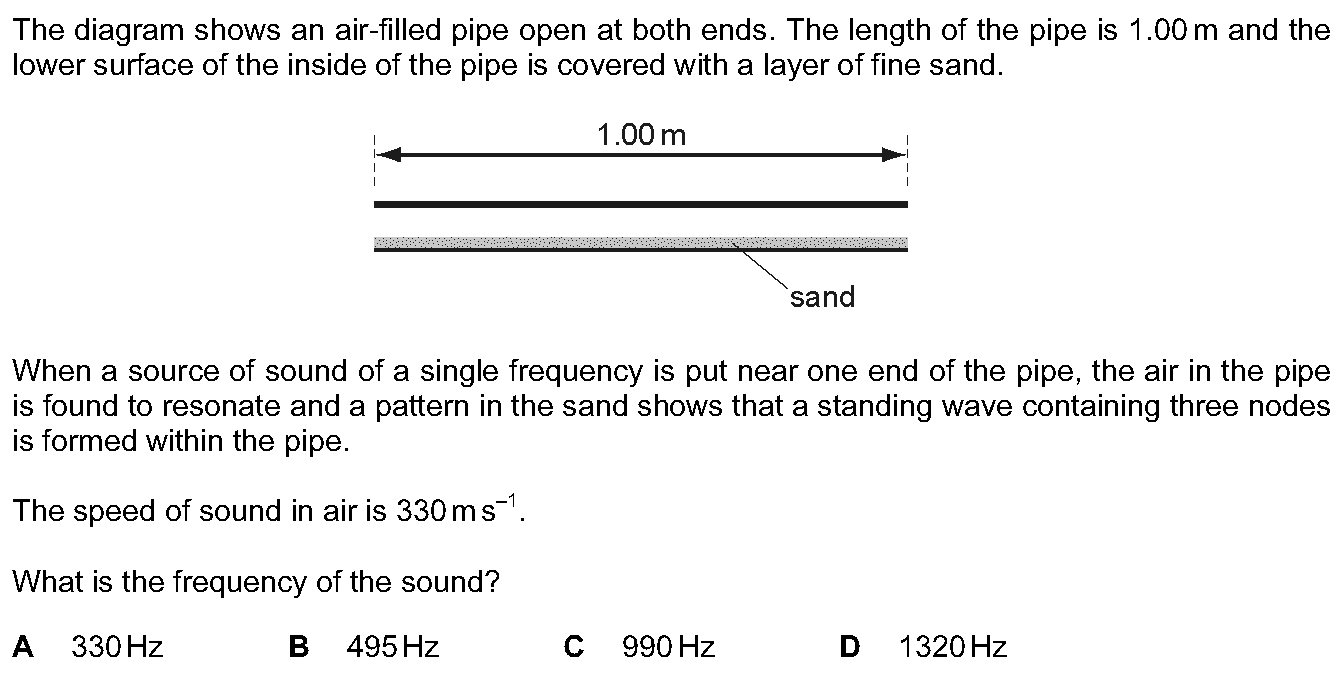 The diagram shows an air-filled pipe open at both ends. The length of the pipe is 1.00 m and the
lower surface of the inside of the pipe is covered with a layer of fine sand.
1.00 m
sand
When a source of sound of a single frequency is put near one end of the pipe, the air in the pipe
is found to resonate and a pattern in the sand shows that a standing wave containing three nodes
is formed within the pipe.
The speed of sound in air is 330 m s⁻¹.
What is the frequency of the sound?
A 330 Hz B 495 Hz C 990 Hz D 1320 Hz